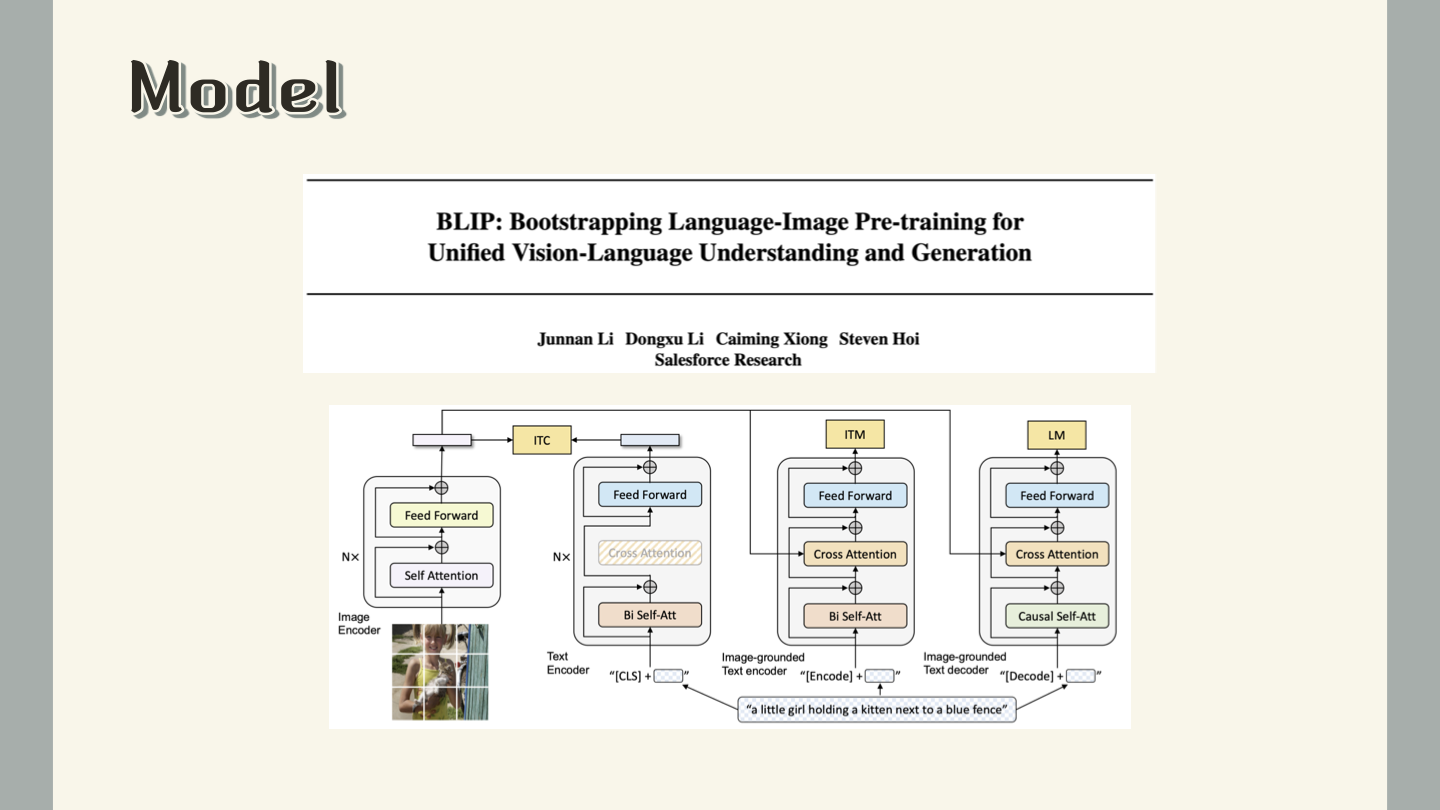 Model
BLIP: Bootstrapping Language-Image Pre-training for
Unified Vision-Language Understanding and Generation
Junnan Li Dongxu Li Caiming Xiong Steven Hoi
Salesforce Research
ITC
ITM
LM
Feed Forward
Self Attention
N×
Image
Encoder
Feed Forward
Cross Attention
Bi Self-Att
N×
Text
Encoder
“[CLS] + ”
Feed Forward
Cross Attention
Bi Self-Att
Image-grounded
Text encoder
“[Encode] + ”
Feed Forward
Cross Attention
Causal Self-Att
Image-grounded
Text decoder
“[Decode] + ”
“a little girl holding a kitten next to a blue fence”